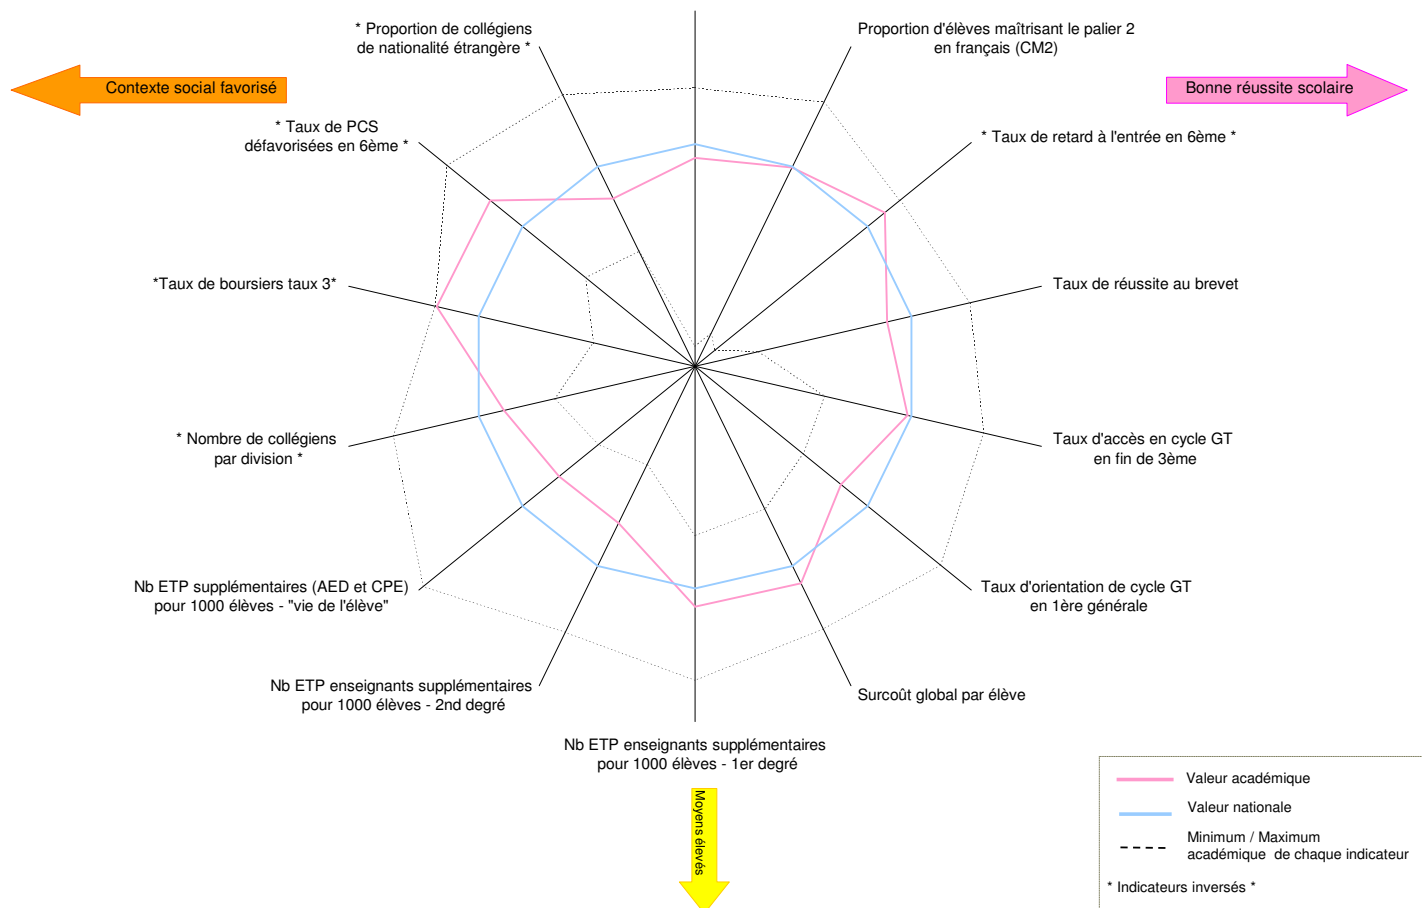 * Proportion de collégiens
de nationalité étrangère *
Proportion d'élèves maîtrisant le palier 2
en français (CM2)
Contexte social favorisé
Bonne réussite scolaire
* Taux de PCS
défavorisées en 6ème *
* Taux de retard à l'entrée en 6ème *
*Taux de boursiers taux 3*
Taux de réussite au brevet
* Nombre de collégiens
par division *
Taux d'accès en cycle GT
en fin de 3ème
Nb ETP supplémentaires (AED et CPE)
pour 1000 élèves - "vie de l'élève"
Taux d'orientation de cycle GT
en 1ère générale
Nb ETP enseignants supplémentaires
pour 1000 élèves - 2nd degré
Surcoût global par élève
Nb ETP enseignants supplémentaires
pour 1000 élèves - 1er degré
Moyens élevés
Valeur académique
Valeur nationale
Minimum / Maximum
académique de chaque indicateur
* Indicateurs inversés *